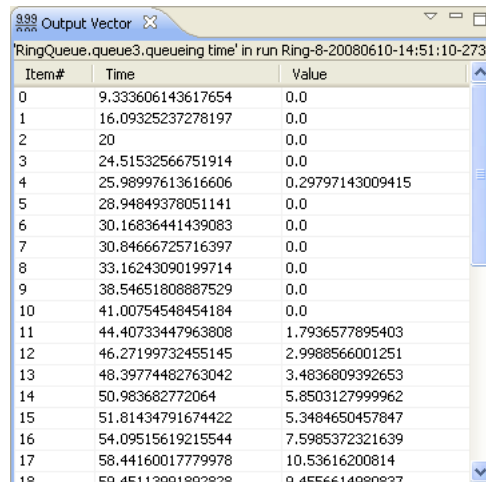 Output Vector
'RingQueue.queue3.queueing time' in run Ring-8-20080610-14:51:10-273
Item# Time Value
0 9.333606143617654 0.0
1 16.09325237278197 0.0
2 20 0.0
3 24.51532566751914 0.0
4 25.98997613616606 0.29797143009415
5 28.94849378051141 0.0
6 30.16836441439083 0.0
7 30.84666725716397 0.0
8 33.16243090199714 0.0
9 38.54651808887529 0.0
10 41.00754548454184 0.0
11 44.40733447963808 1.7936577895403
12 46.27199732455145 2.9988566001251
13 48.39774482763042 3.4836809392653
14 50.983682772064 5.8503127999962
15 51.81434791674422 5.3484650457847
16 54.09515619215544 7.5985372321639
17 58.44160017779978 10.53616200814
18 59.45113991892828 9.4556614980837